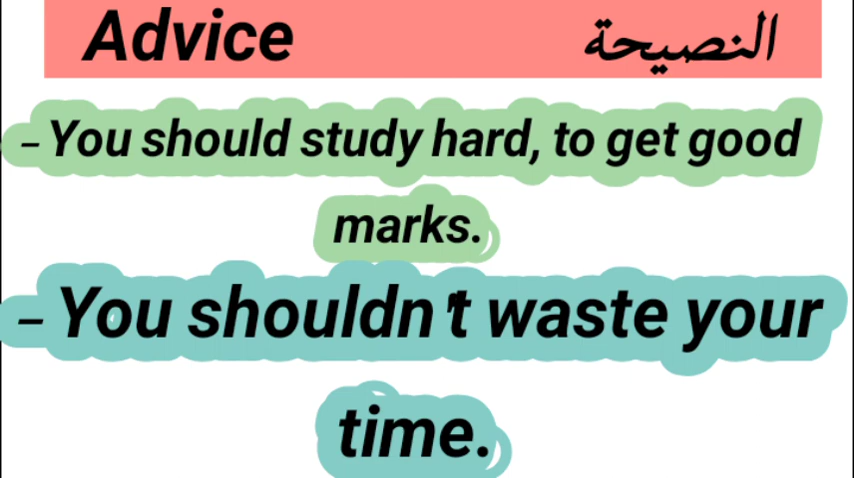 Advice النصيحة
– You should study hard, to get good
marks.
– You shouldn't waste your
time.